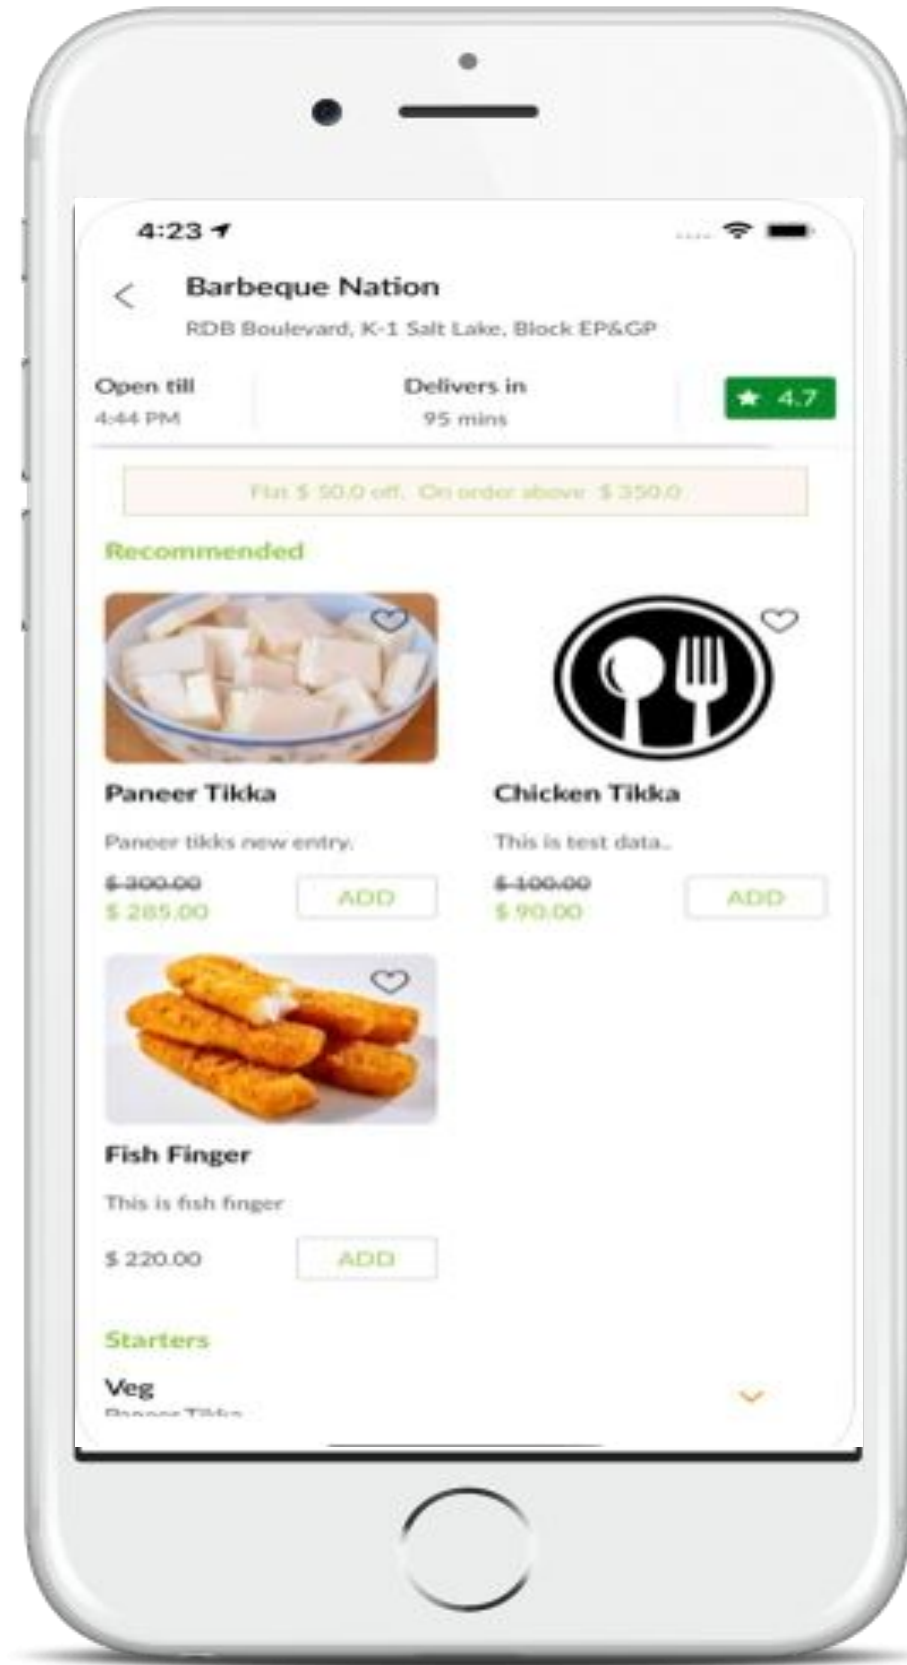 4:23
Barbeque Nation
RDB Boulevard, K-1 Salt Lake, Block EP&GP
Open till
Delivers in
4:44 PM
95 mins
4.7
Flat $ 50.0 off. On order above $ 350.0
Recommended
Paneer Tikka
Chicken Tikka
Paneer tikks new entry.
This is test data..
$ 300.00
$ 285.00
ADD
$ 100.00
$ 90.00
ADD
Fish Finger
This is fish finger
$ 220.00
ADD
Starters
Veg
Paneer Tikka